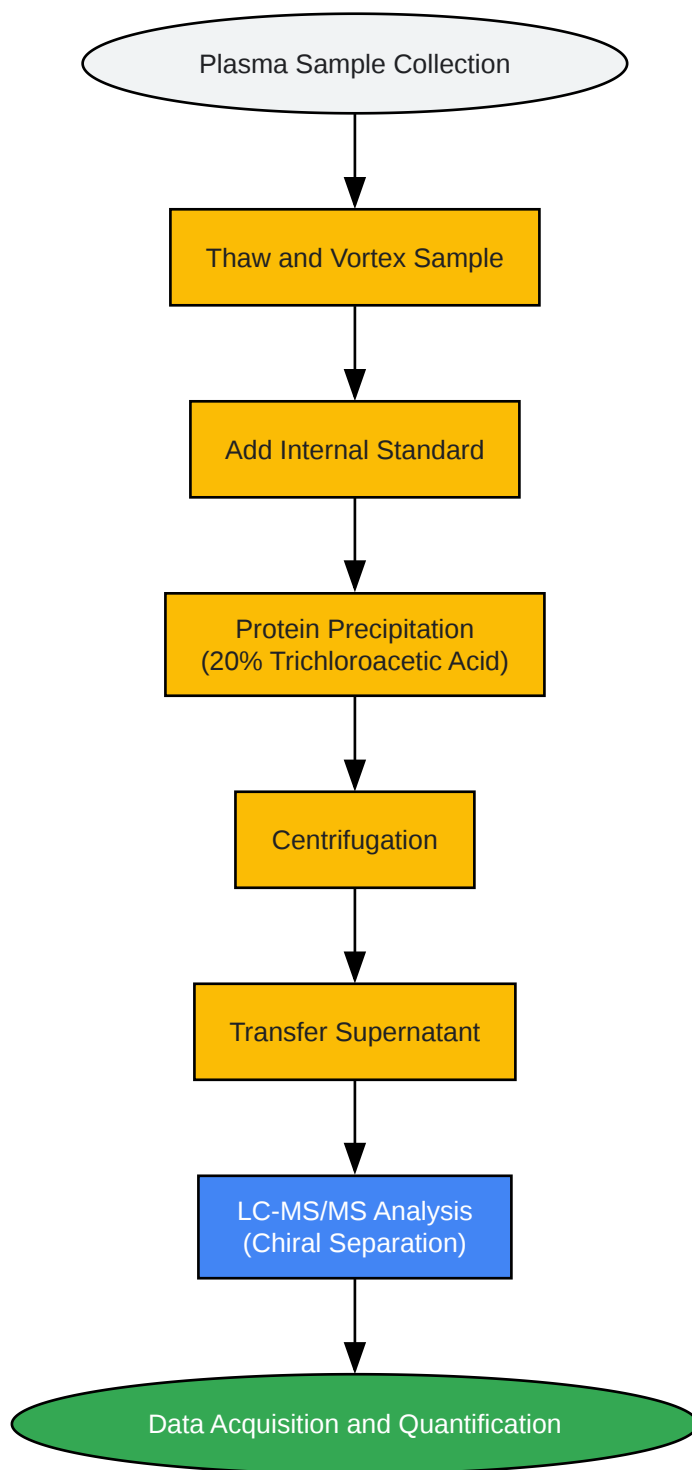 Plasma Sample Collection
Thaw and Vortex Sample
Add Internal Standard
Protein Precipitation
(20% Trichloroacetic Acid)
Centrifugation
Transfer Supernatant
LC-MS/MS Analysis
(Chiral Separation)
Data Acquisition and Quantification